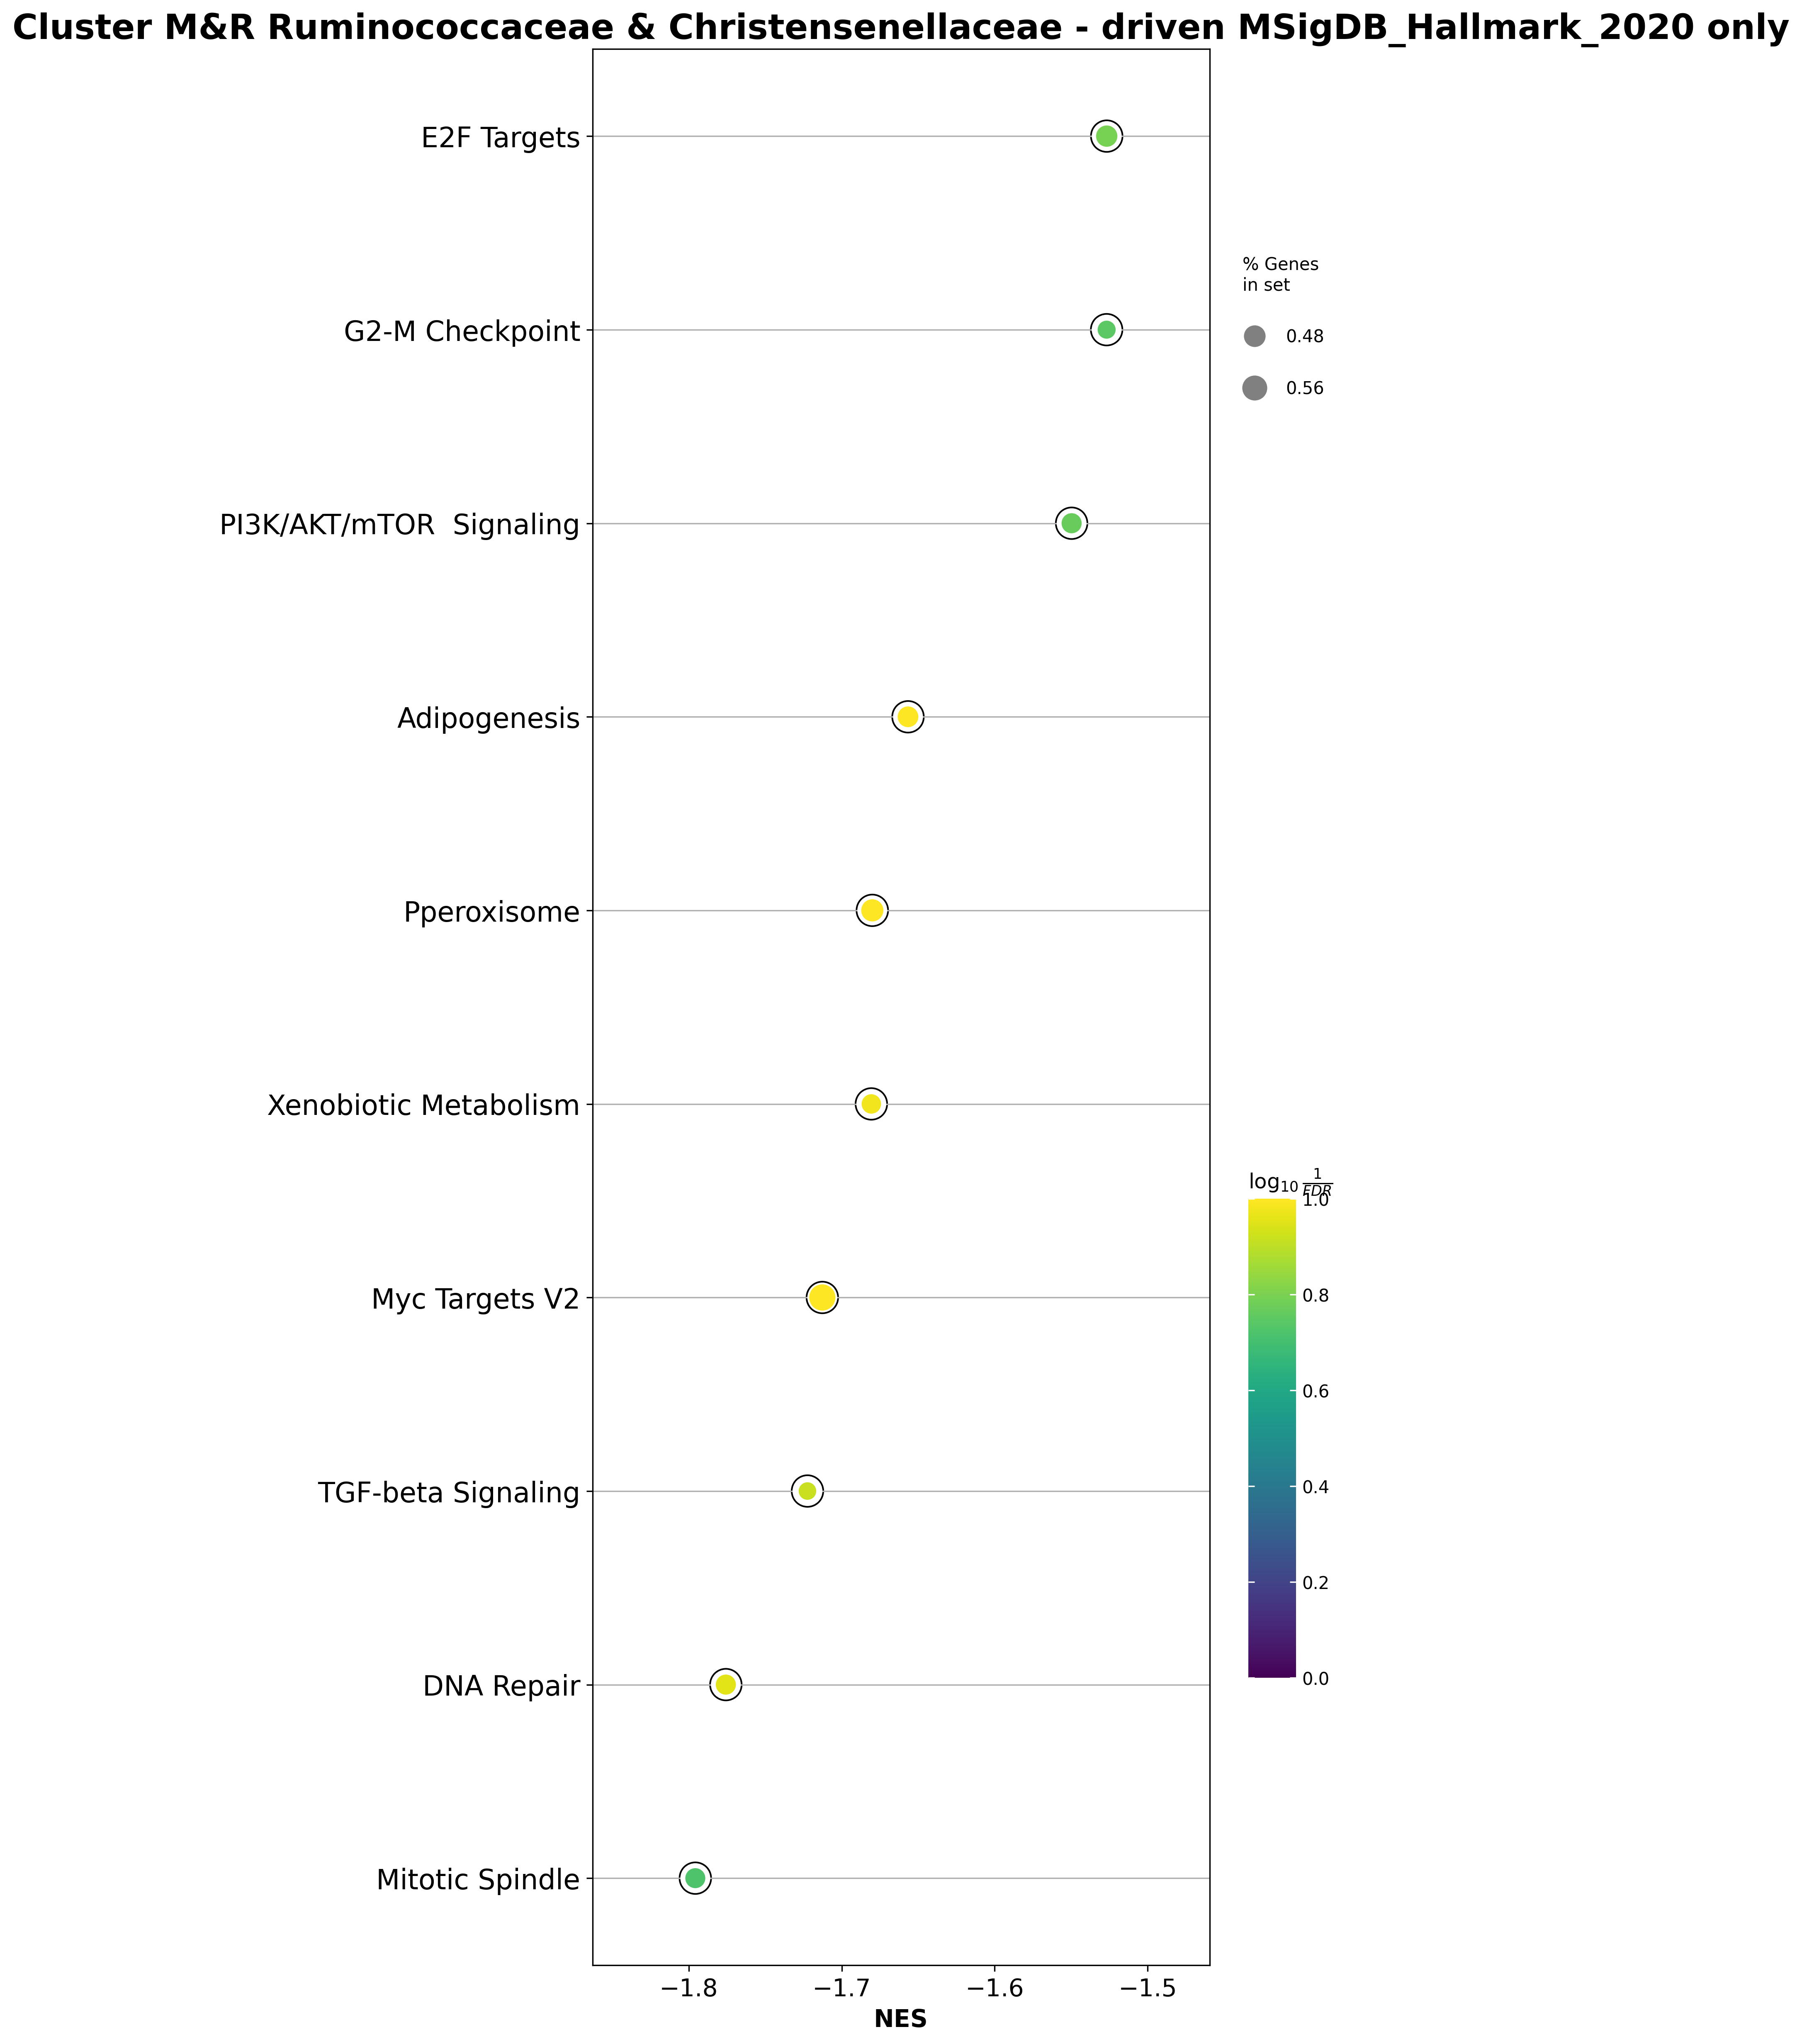 Cluster M&R Ruminococcaceae & Christensenellaceae - driven MSigDB_Hallmark_2020 only
E2F Targets
G2-M Checkpoint
PI3K/AKT/mTOR  Signaling
Adipogenesis
Pperoxisome
Xenobiotic Metabolism
Myc Targets V2
TGF-beta Signaling
DNA Repair
Mitotic Spindle
−1.8
−1.7
−1.6
−1.5
NES
% Genes
in set
0.48
0.56
log₁₀ 1/FDR
1.0
0.8
0.6
0.4
0.2
0.0